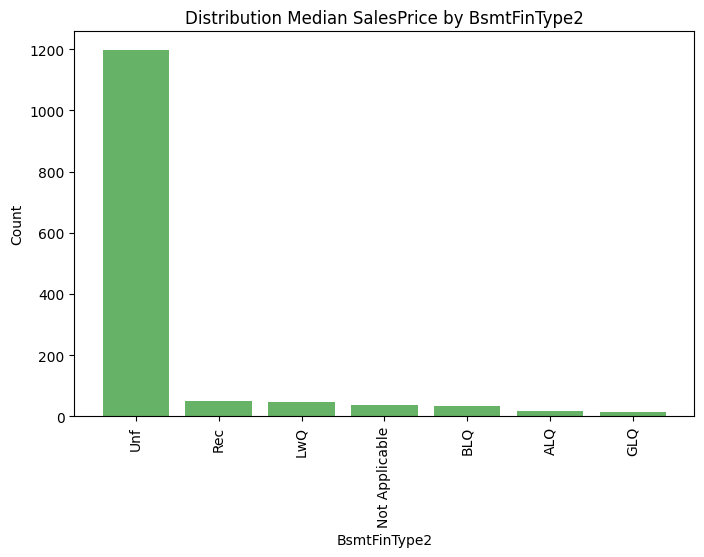 Distribution Median SalesPrice by BsmtFinType2
1200
1000
800
600
400
200
0
Count
Unf
Rec
LwQ
Not Applicable
BLQ
ALQ
GLQ
BsmtFinType2